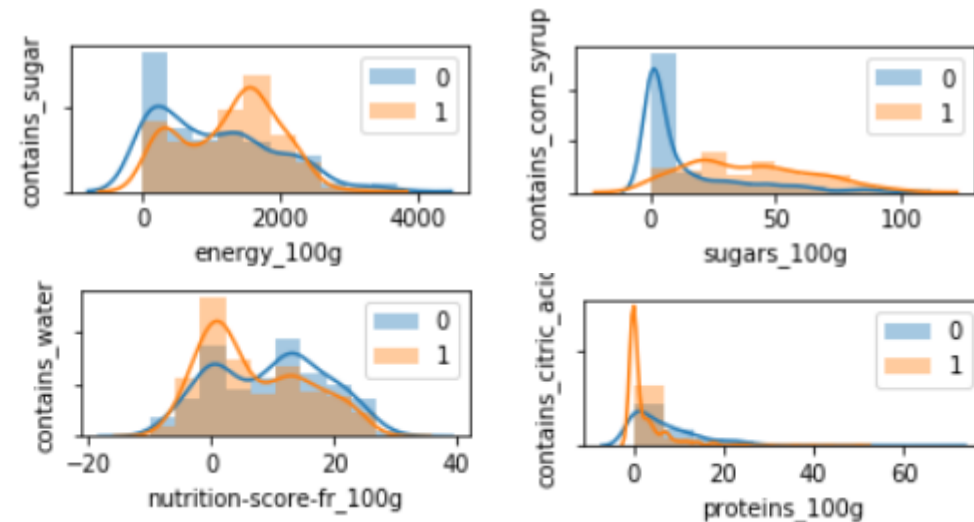 contains_sugar
0
1
0
2000
4000
energy_100g
contains_corn_syrup
0
1
0
50
100
sugars_100g
contains_water
0
1
−20
0
20
40
nutrition-score-fr_100g
contains_citric_acid
0
1
0
20
40
60
proteins_100g